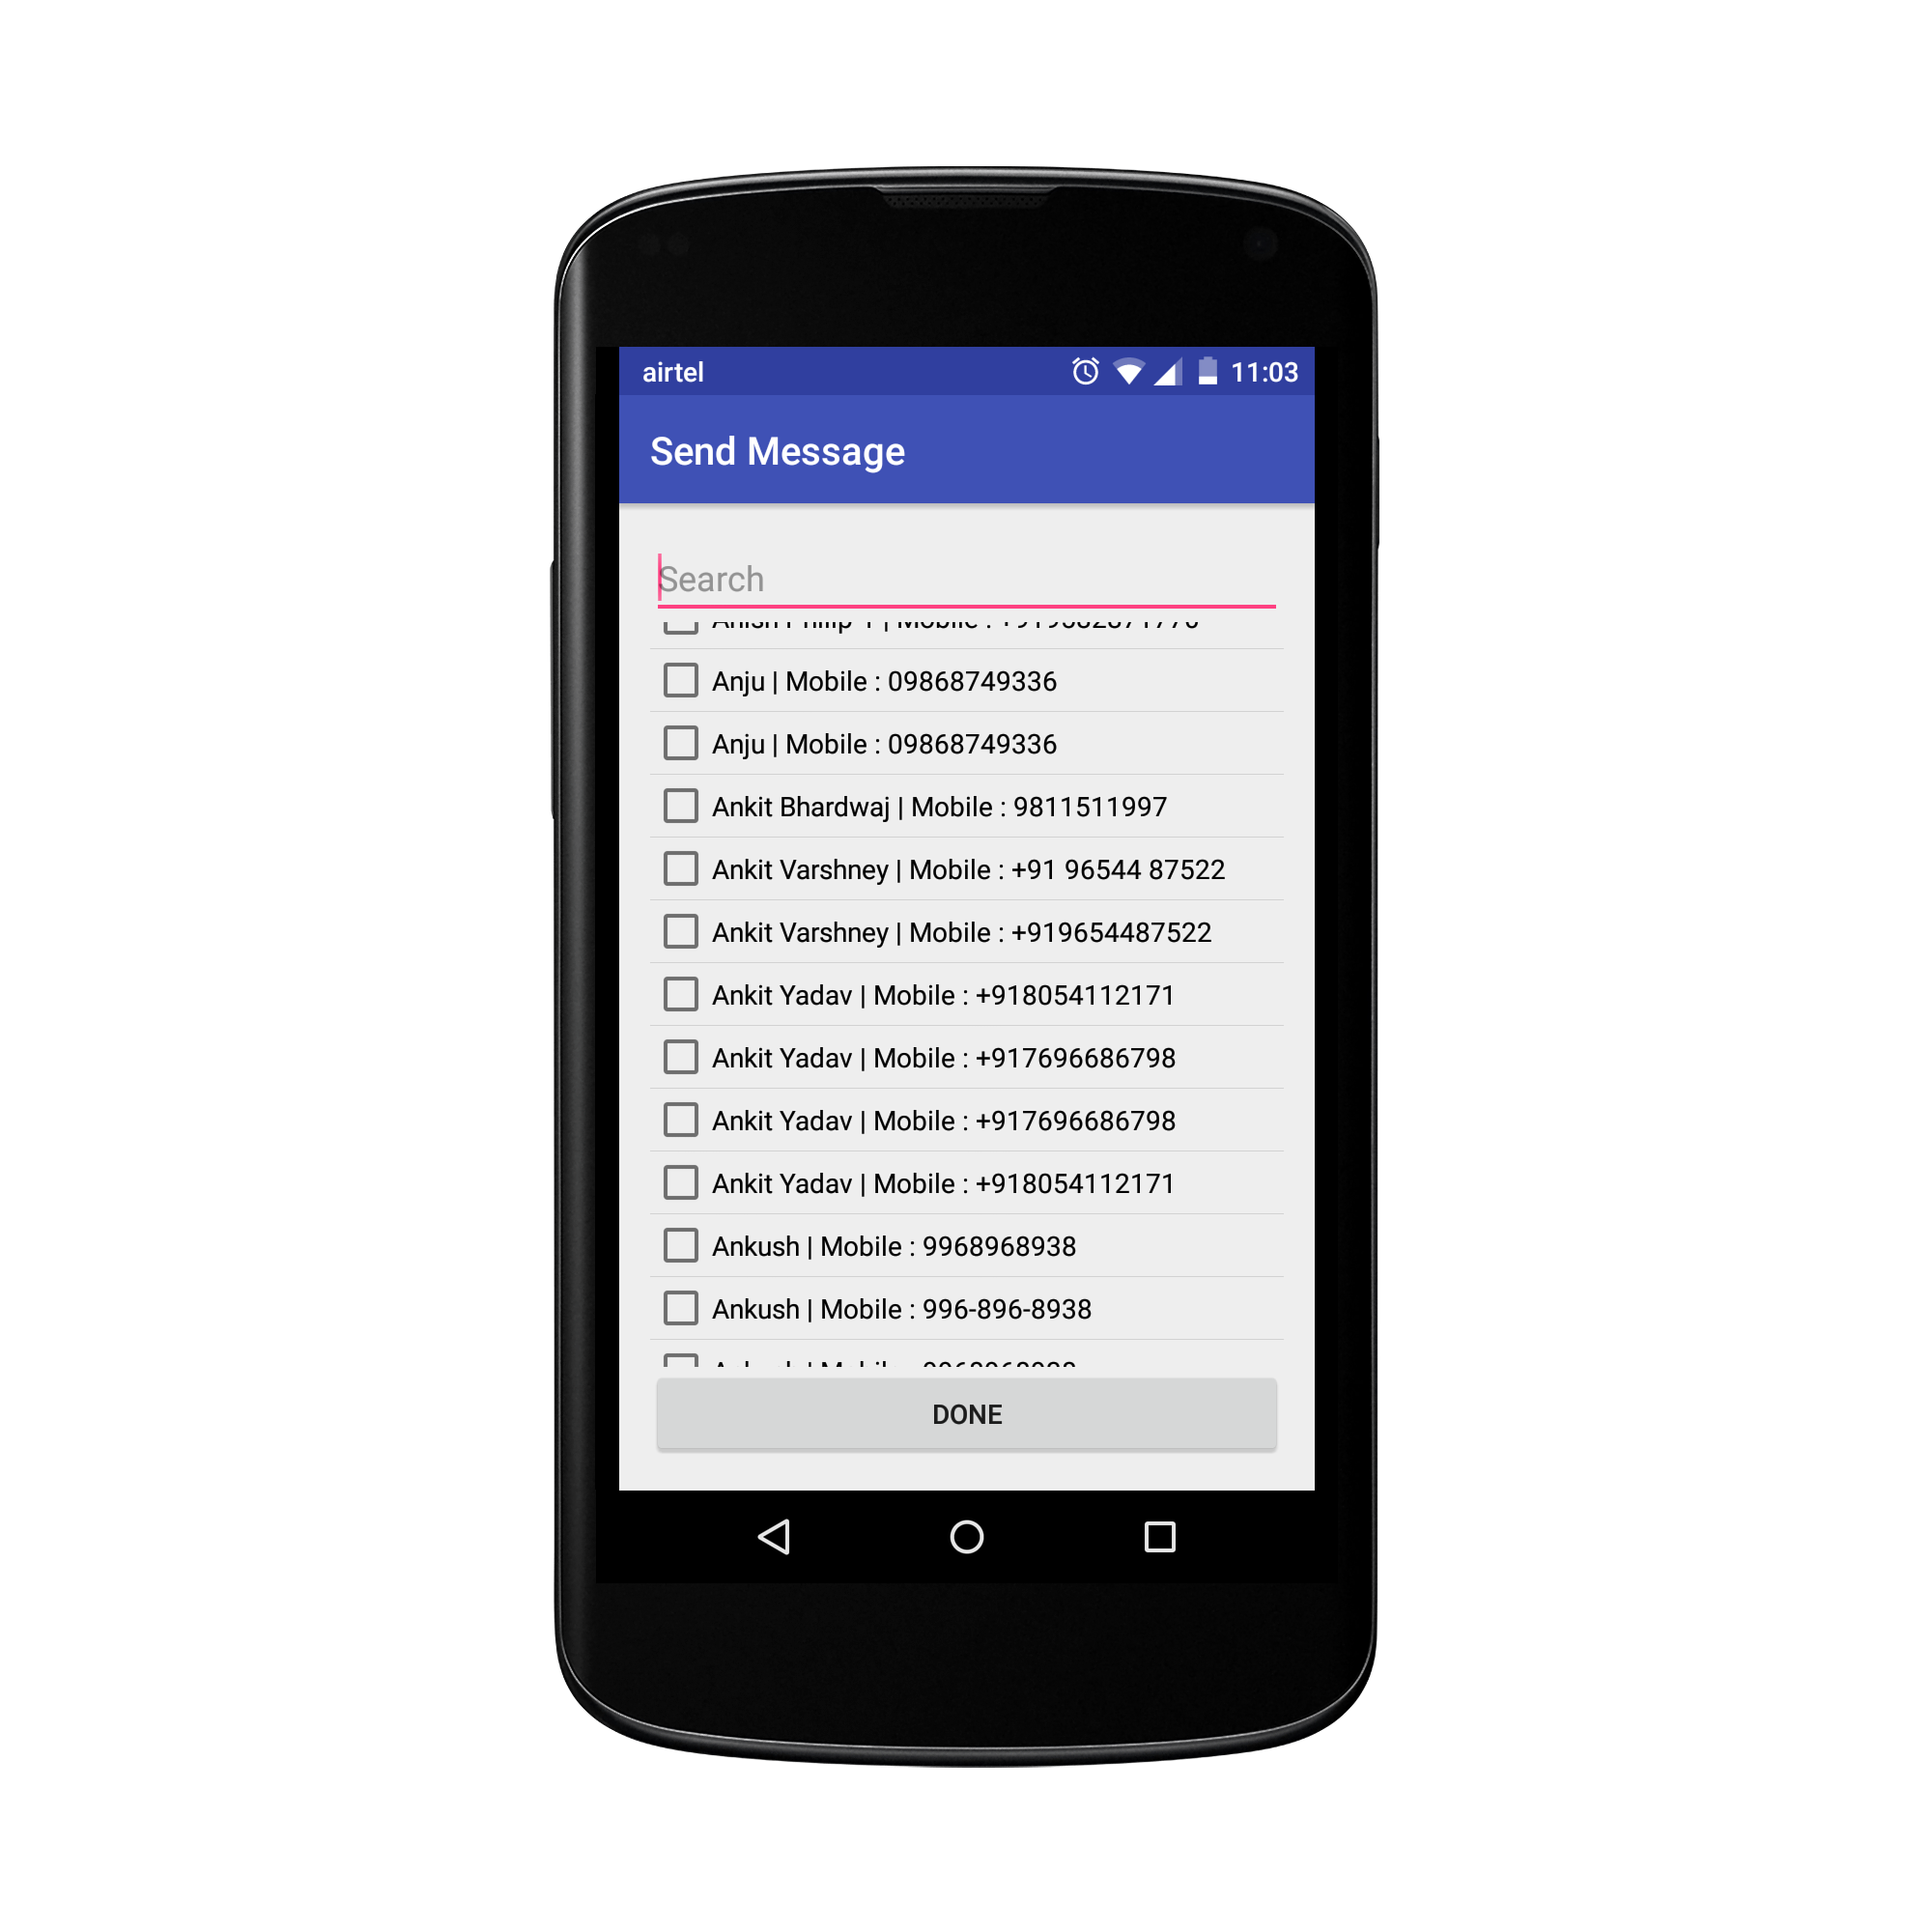 airtel 11:03
Send Message
Search
Anju | Mobile : 09868749336
Anju | Mobile : 09868749336
Ankit Bhardwaj | Mobile : 9811511997
Ankit Varshney | Mobile : +91 96544 87522
Ankit Varshney | Mobile : +919654487522
Ankit Yadav | Mobile : +918054112171
Ankit Yadav | Mobile : +917696686798
Ankit Yadav | Mobile : +917696686798
Ankit Yadav | Mobile : +918054112171
Ankush | Mobile : 9968968938
Ankush | Mobile : 996-896-8938
DONE